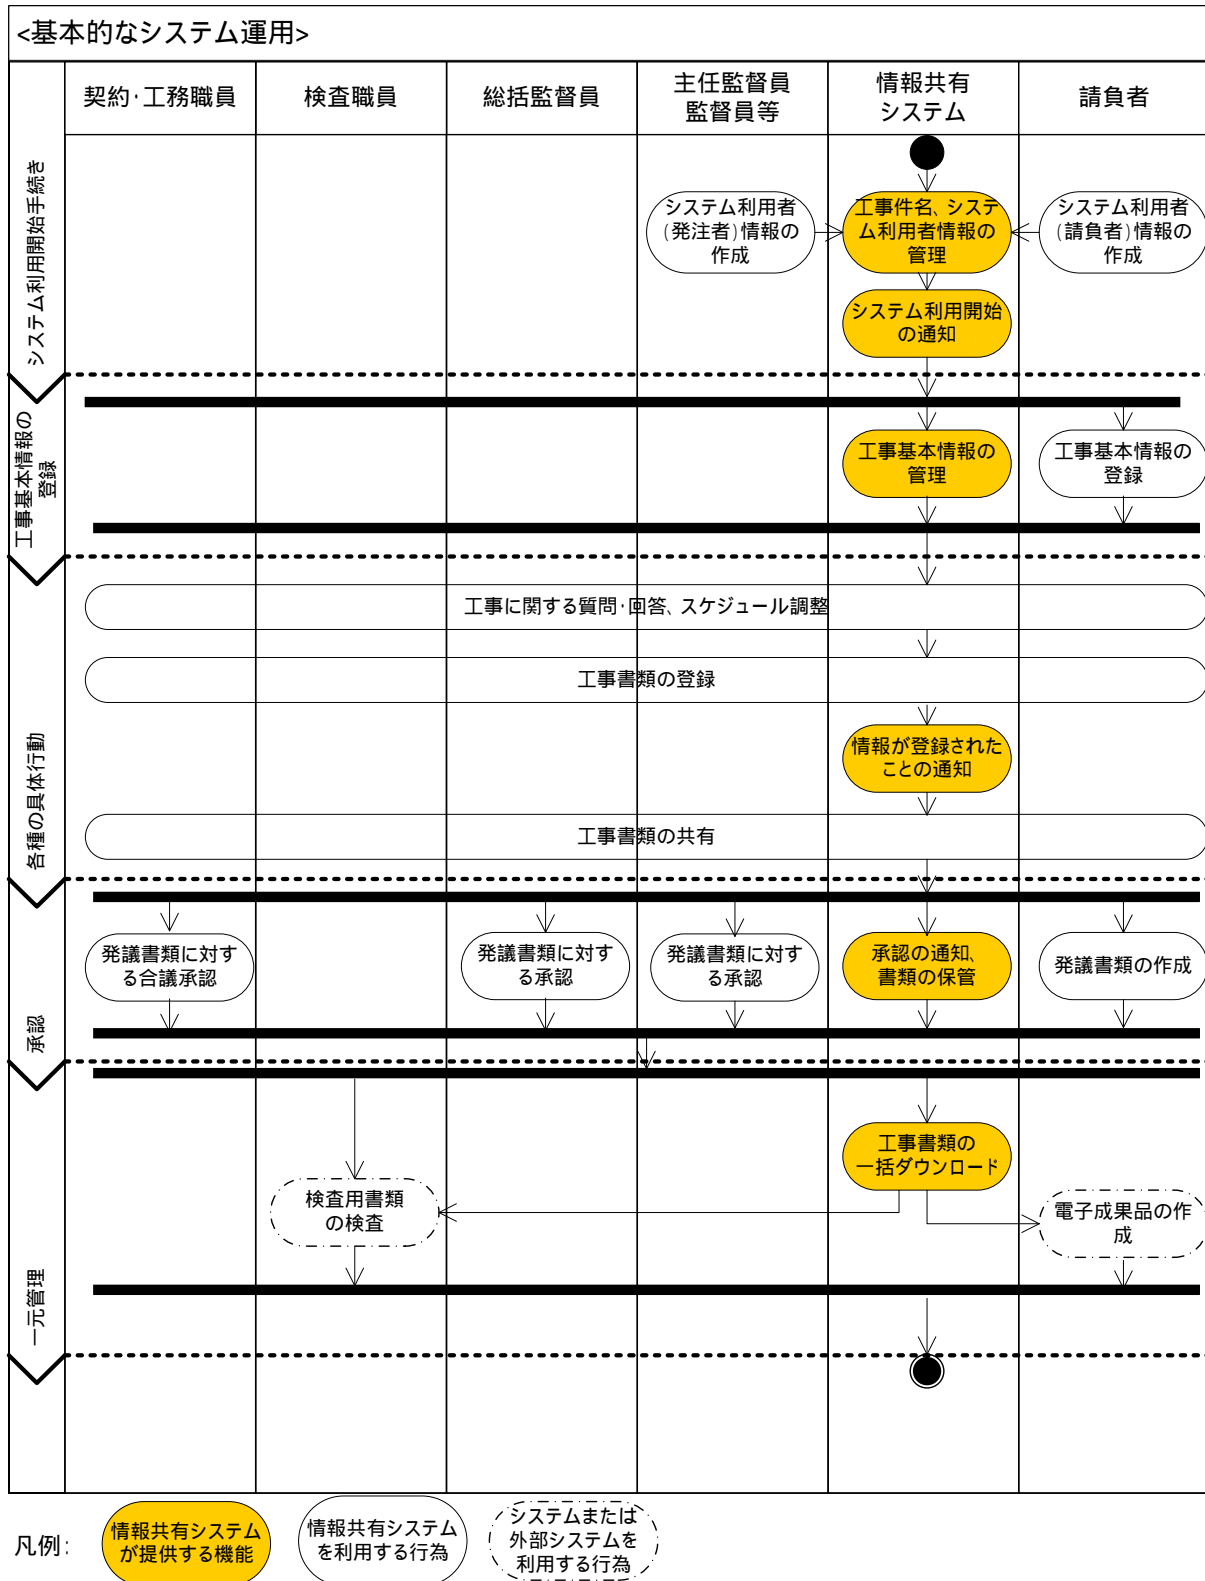 <基本的なシステム運用>
契約・工務職員
検査職員
総括監督員
主任監督員
監督員等
情報共有
システム
請負者
システム利用開始手続き
システム利用者
(発注者)情報の
作成
工事件名、システ
ム利用者情報の
管理
システム利用者
(請負者)情報の
作成
システム利用開始
の通知
工事基本情報の
登録
工事基本情報の
管理
工事基本情報の
登録
各種の具体行動
工事に関する質問・回答、スケジュール調整
工事書類の登録
情報が登録された
ことの通知
工事書類の共有
承認
発議書類に対す
る合議承認
発議書類に対す
る承認
発議書類に対す
る承認
承認の通知、
書類の保管
発議書類の作成
一元管理
工事書類の
一括ダウンロード
検査用書類
の検査
電子成果品の作
成
凡例:
情報共有システム
が提供する機能
情報共有システム
を利用する行為
システムまたは
外部システムを
利用する行為